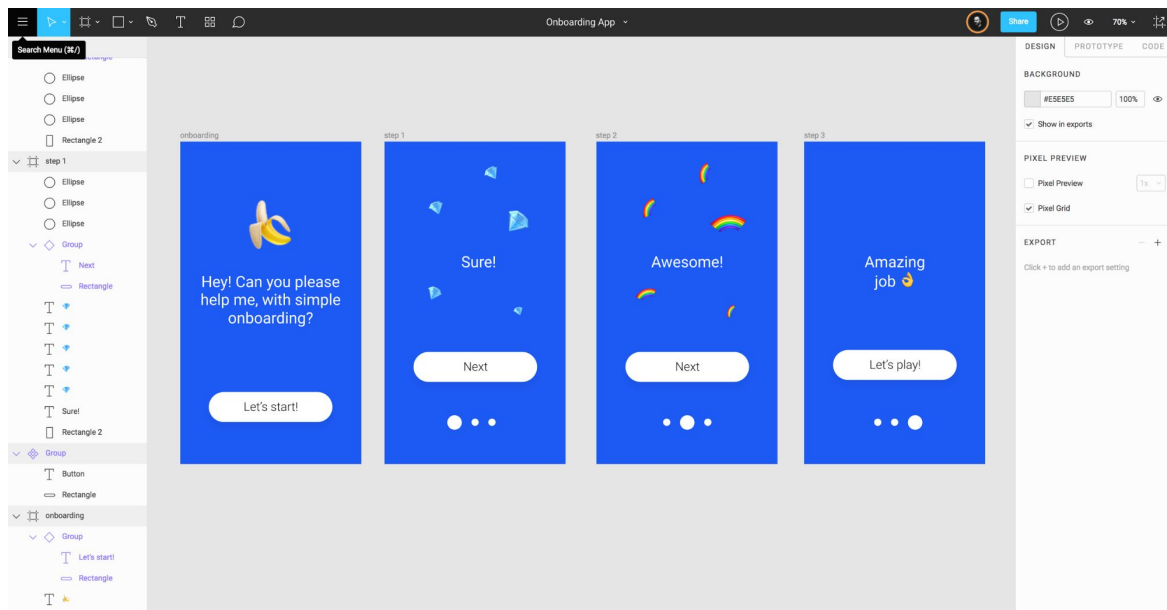 Onboarding App
Share
70%
Search Menu (⌘/)
Ellipse
Ellipse
Ellipse
Rectangle 2
step 1
Ellipse
Ellipse
Ellipse
Group
Next
Rectangle
Sure!
Rectangle 2
Group
Button
Rectangle
onboarding
Group
Let's start!
Rectangle
onboarding
Hey! Can you please
help me, with simple
onboarding?
Let's start!
step 1
Sure!
Next
step 2
Awesome!
Next
step 3
Amazing
job 👌
Let's play!
DESIGN PROTOTYPE CODE
BACKGROUND
#E5E5E5 100%
Show in exports
PIXEL PREVIEW
Pixel Preview 1x
Pixel Grid
EXPORT
Click + to add an export setting